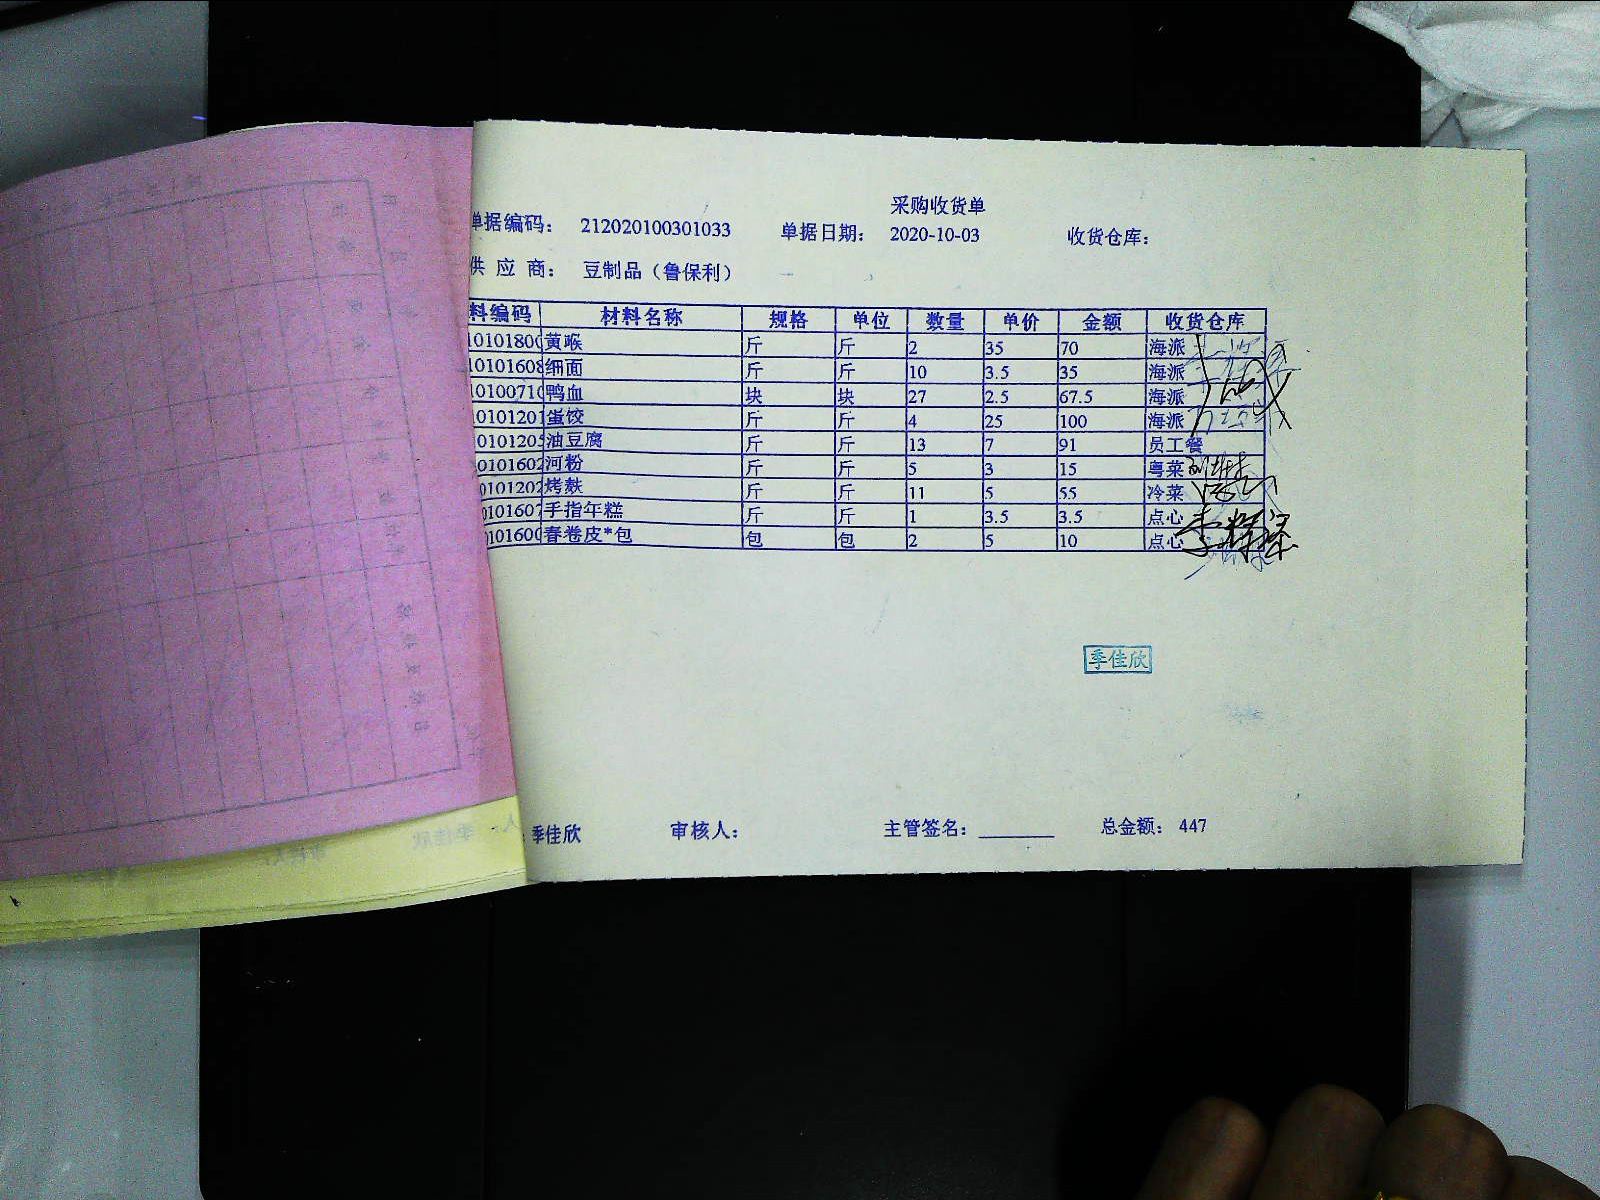 采购收货单
单据编码： 212020100301033 单据日期： 2020-10-03 收货仓库：
供 应 商： 豆制品（鲁保利）
料编码 材料名称 规格 单位 数量 单价 金额 收货仓库
黄喉 斤 斤 2 35 70 海派
细面 斤 斤 10 3.5 35 海派
鸭血 块 块 27 2.5 67.5 海派
蛋饺 斤 斤 4 25 100 海派
油豆腐 斤 斤 13 7 91 员工餐
河粉 斤 斤 5 3 15 粤菜
烤麸 斤 斤 11 5 55 冷菜
手指年糕 斤 斤 1 3.5 3.5 点心
春卷皮*包 包 包 2 5 10 点心
季佳欣
：季佳欣 审核人： 主管签名：________ 总金额： 447